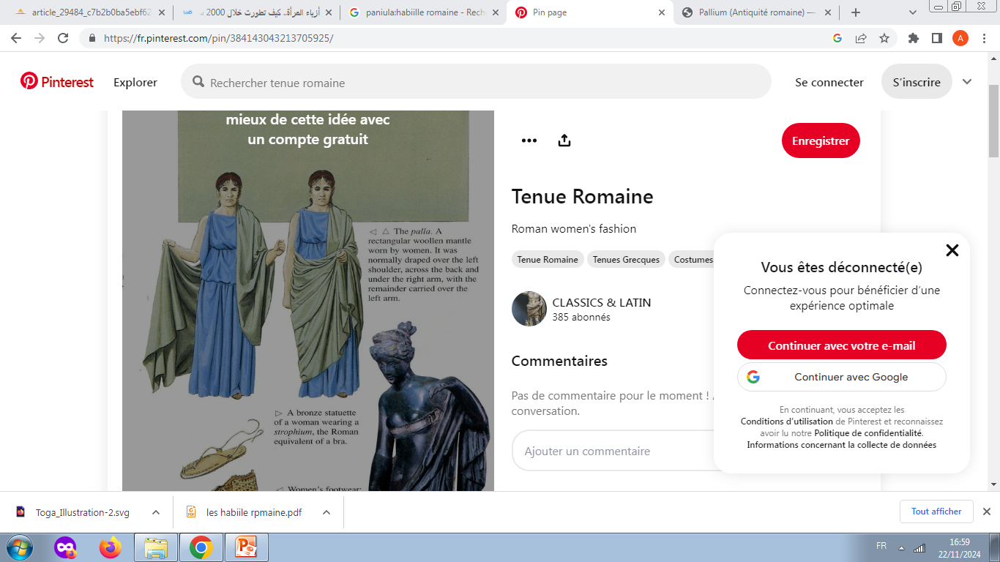 article_29484_c7b2b0ba5ebf62
أزياء المرأة.. كيف تطورت خلال 2000
paniula:habiille romaine - Rech
Pin page
Pallium (Antiquité romaine) —
https://fr.pinterest.com/pin/384143043213705925/
A
Pinterest
Explorer
Rechercher tenue romaine
Se connecter
S'inscrire
mieux de cette idée avec
un compte gratuit
◁ △ The palla. A
rectangular woollen mantle
worn by women. It was
normally draped over the left
shoulder, across the back and
under the right arm, with the
remainder carried over the
left arm.
▷ A bronze statuette
of a woman wearing a
strophium, the Roman
equivalent of a bra.
◁ Women's footwear:
Enregistrer
Tenue Romaine
Roman women's fashion
Tenue Romaine
Tenues Grecques
Costumes
CLASSICS & LATIN
385 abonnés
Commentaires
Pas de commentaire pour le moment !
conversation.
Ajouter un commentaire
Vous êtes déconnecté(e)
Connectez-vous pour bénéficier d'une
expérience optimale
Continuer avec votre e-mail
Continuer avec Google
En continuant, vous acceptez les
Conditions d'utilisation de Pinterest et reconnaissez
avoir lu notre Politique de confidentialité.
Informations concernant la collecte de données
Toga_Illustration-2.svg
les habiile rpmaine.pdf
Tout afficher
FR
16:59
22/11/2024